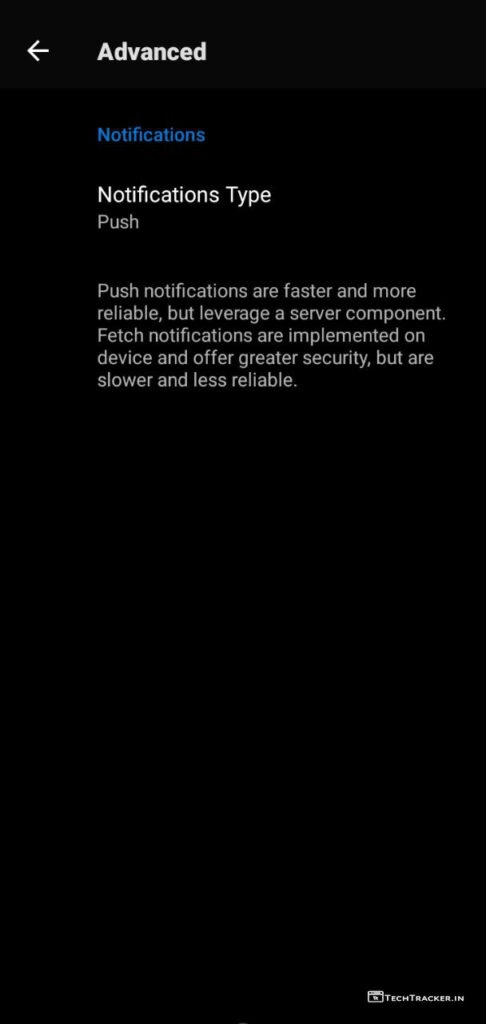 Advanced
Notifications
Notifications Type
Push
Push notifications are faster and more
reliable, but leverage a server component.
Fetch notifications are implemented on
device and offer greater security, but are
slower and less reliable.
TECHTRACKER.IN